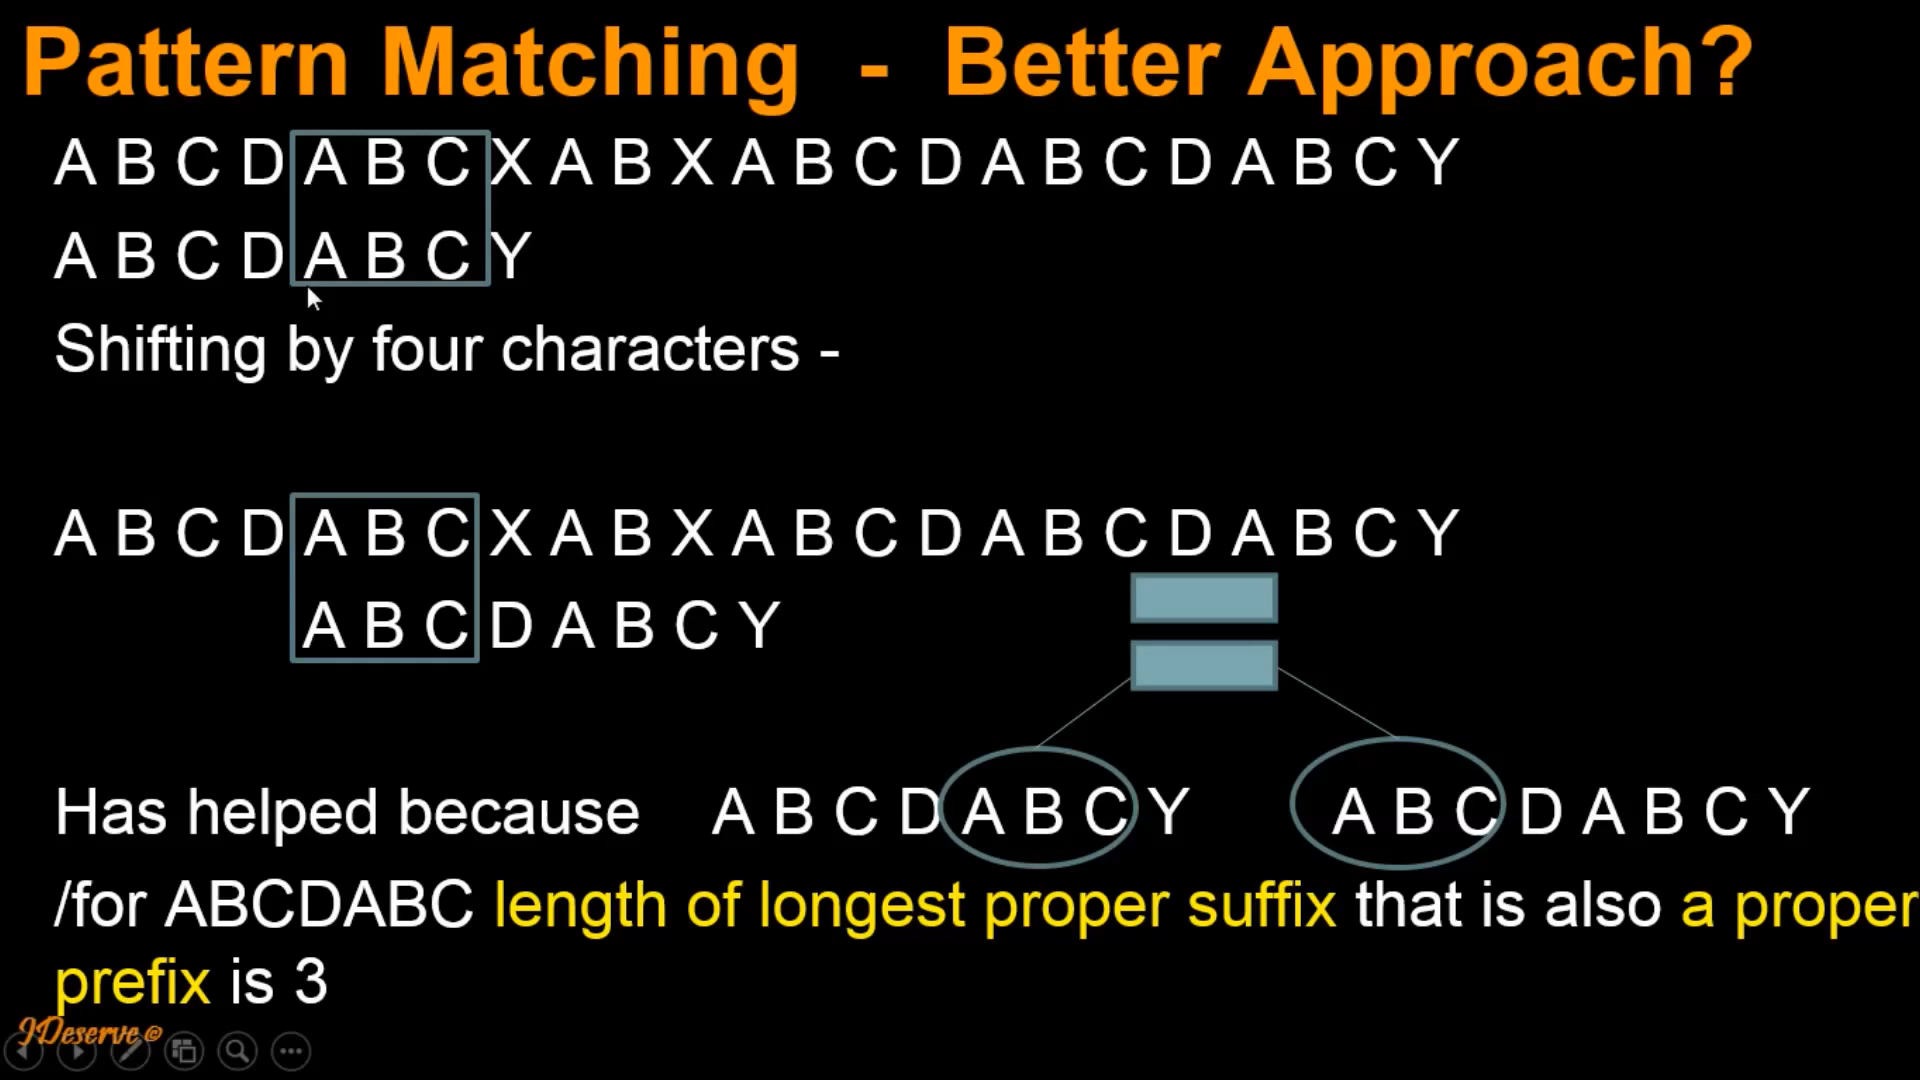 Pattern Matching - Better Approach?
A B C D A B C X A B X A B C D A B C D A B C Y
A B C D A B C Y
Shifting by four characters -
A B C D A B C X A B X A B C D A B C D A B C Y
A B C D A B C Y
Has helped because A B C D A B C Y A B C D A B C Y
/for ABCDABC length of longest proper suffix that is also a proper
prefix is 3
JDeserve ©